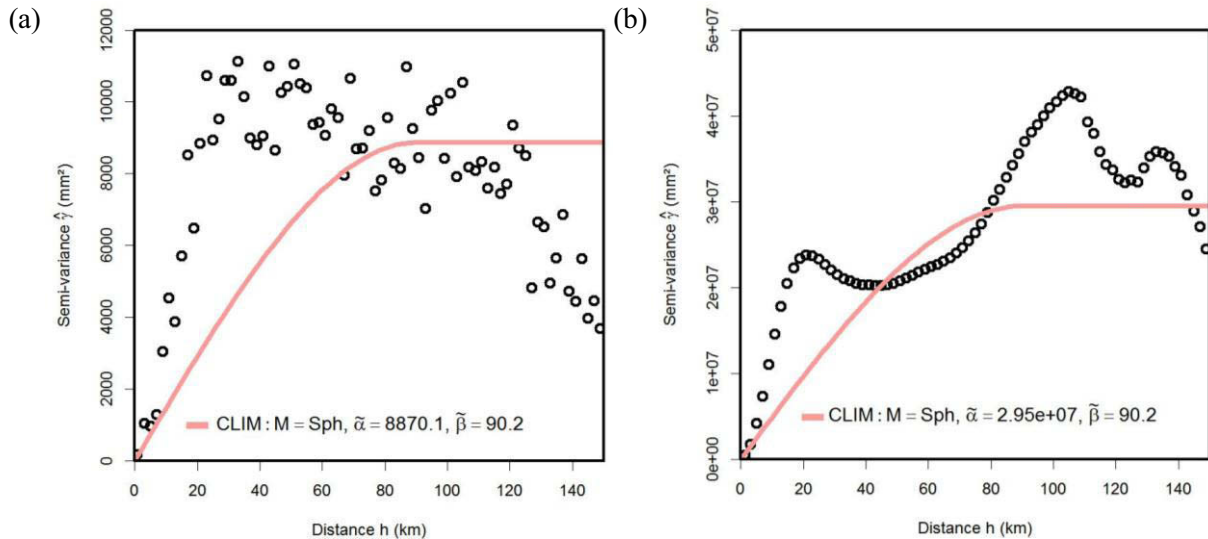 (a)
12000
10000
8000
6000
4000
2000
0
Semi-variance γ̂ (mm²)
CLIM : M = Sph, α̃ = 8870.1, β̃ = 90.2
0 20 40 60 80 100 120 140
Distance h (km)
(b)
5e+07
4e+07
3e+07
2e+07
1e+07
0e+00
Semi-variance γ̂ (mm²)
CLIM : M = Sph, α̃ = 2.95e+07, β̃ = 90.2
0 20 40 60 80 100 120 140
Distance h (km)